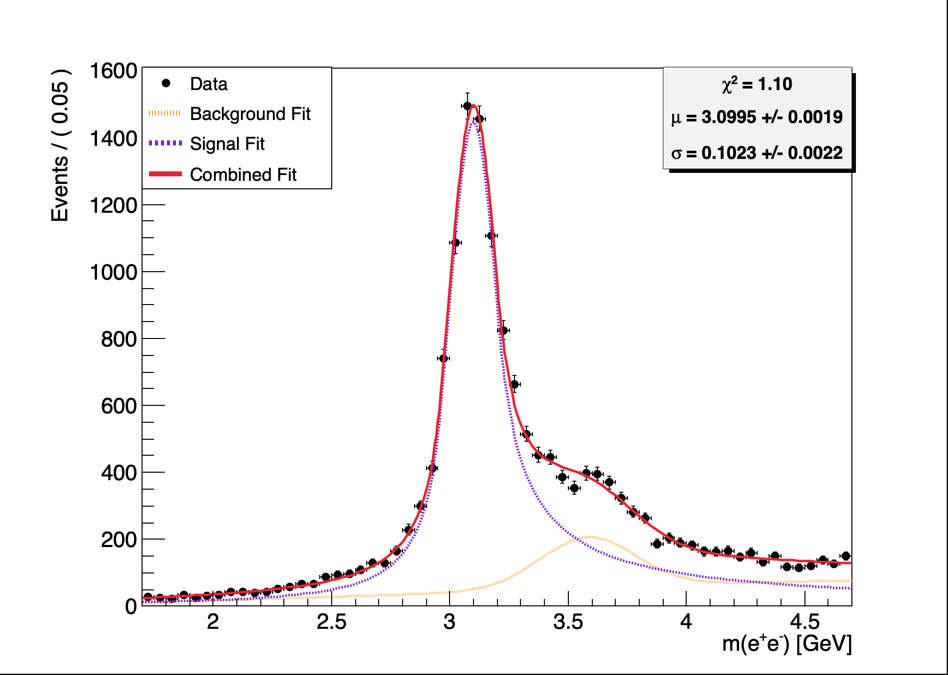 Events / ( 0.05 )
1600
1400
1200
1000
800
600
400
200
0
Data
Background Fit
Signal Fit
Combined Fit
χ² = 1.10
μ = 3.0995 +/- 0.0019
σ = 0.1023 +/- 0.0022
2 2.5 3 3.5 4 4.5
m(e⁺e⁻) [GeV]